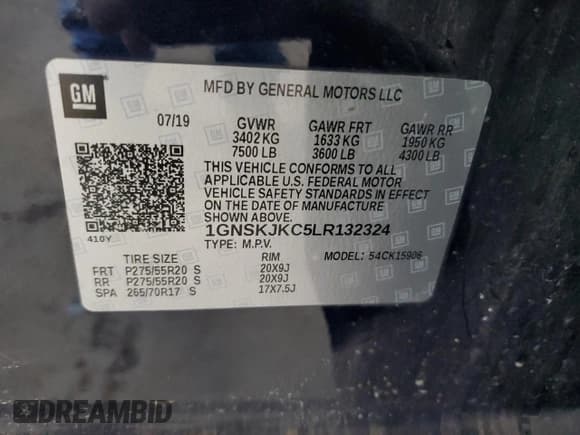 GM
MFD BY GENERAL MOTORS LLC
07/19 GVWR GAWR FRT GAWR RR
3402 KG 1633 KG 1950 KG
7500 LB 3600 LB 4300 LB
THIS VEHICLE CONFORMS TO ALL
APPLICABLE U.S. FEDERAL MOTOR
VEHICLE SAFETY STANDARDS IN EFFECT
ON THE DATE OF MANUFACTURE
SHOWN ABOVE.
410Y 1GNSKJKC5LR132324
TYPE: M.P.V. MODEL: 54CK15906
TIRE SIZE RIM
FRT P275/55R20 S 20X9J
RR P275/55R20 S 20X9J
SPA 265/70R17 S 17X7.5J
DREAMBID